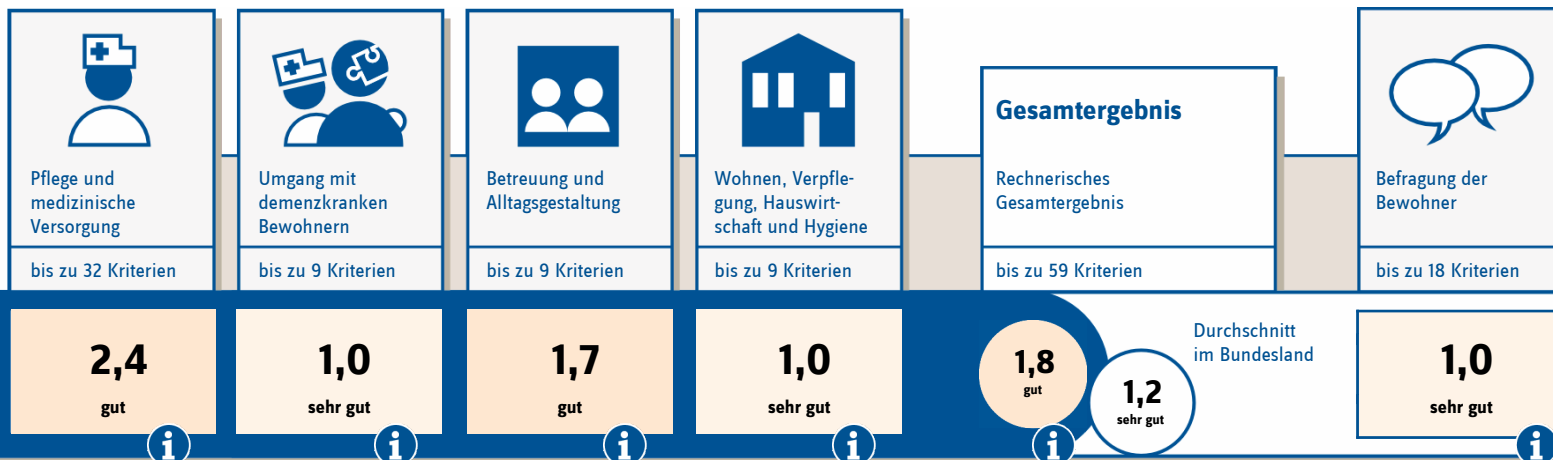 Pflege und
medizinische
Versorgung
bis zu 32 Kriterien
2,4
gut
i
Umgang mit
demenzkranken
Bewohnern
bis zu 9 Kriterien
1,0
sehr gut
i
Betreuung und
Alltagsgestaltung
bis zu 9 Kriterien
1,7
gut
i
Wohnen, Verpfle-
gung, Hauswirt-
schaft und Hygiene
bis zu 9 Kriterien
1,0
sehr gut
i
Gesamtergebnis
Rechnerisches
Gesamtergebnis
bis zu 59 Kriterien
1,8
gut
i
Durchschnitt
im Bundesland
1,2
sehr gut
Befragung der
Bewohner
bis zu 18 Kriterien
1,0
sehr gut
i